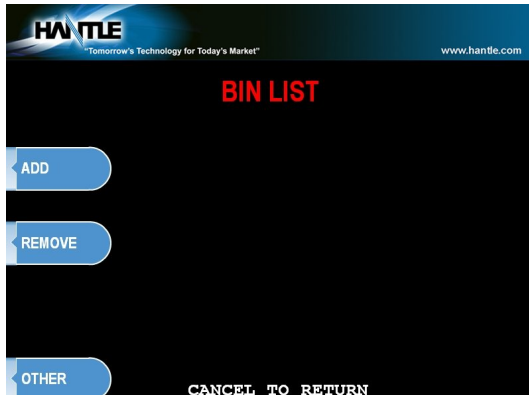 HANTLE
"Tomorrow's Technology for Today's Market" www.hantle.com
BIN LIST
ADD
REMOVE
OTHER
CANCEL TO RETURN